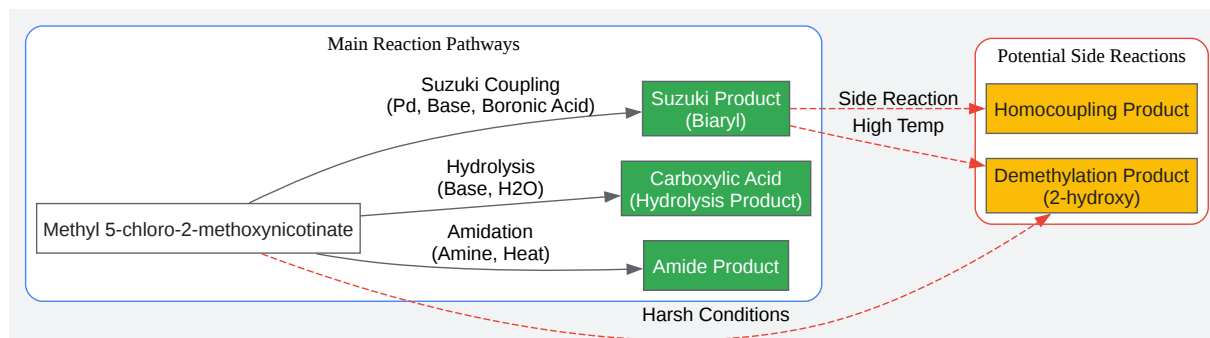 Main Reaction Pathways
Potential Side Reactions
Suzuki Coupling
(Pd, Base, Boronic Acid)
Suzuki Product
(Biaryl)
Side Reaction
High Temp
Homocoupling Product
Hydrolysis
(Base, H2O)
Carboxylic Acid
(Hydrolysis Product)
Demethylation Product
(2-hydroxy)
Methyl 5-chloro-2-methoxynicotinate
Amidation
(Amine, Heat)
Amide Product
Harsh Conditions